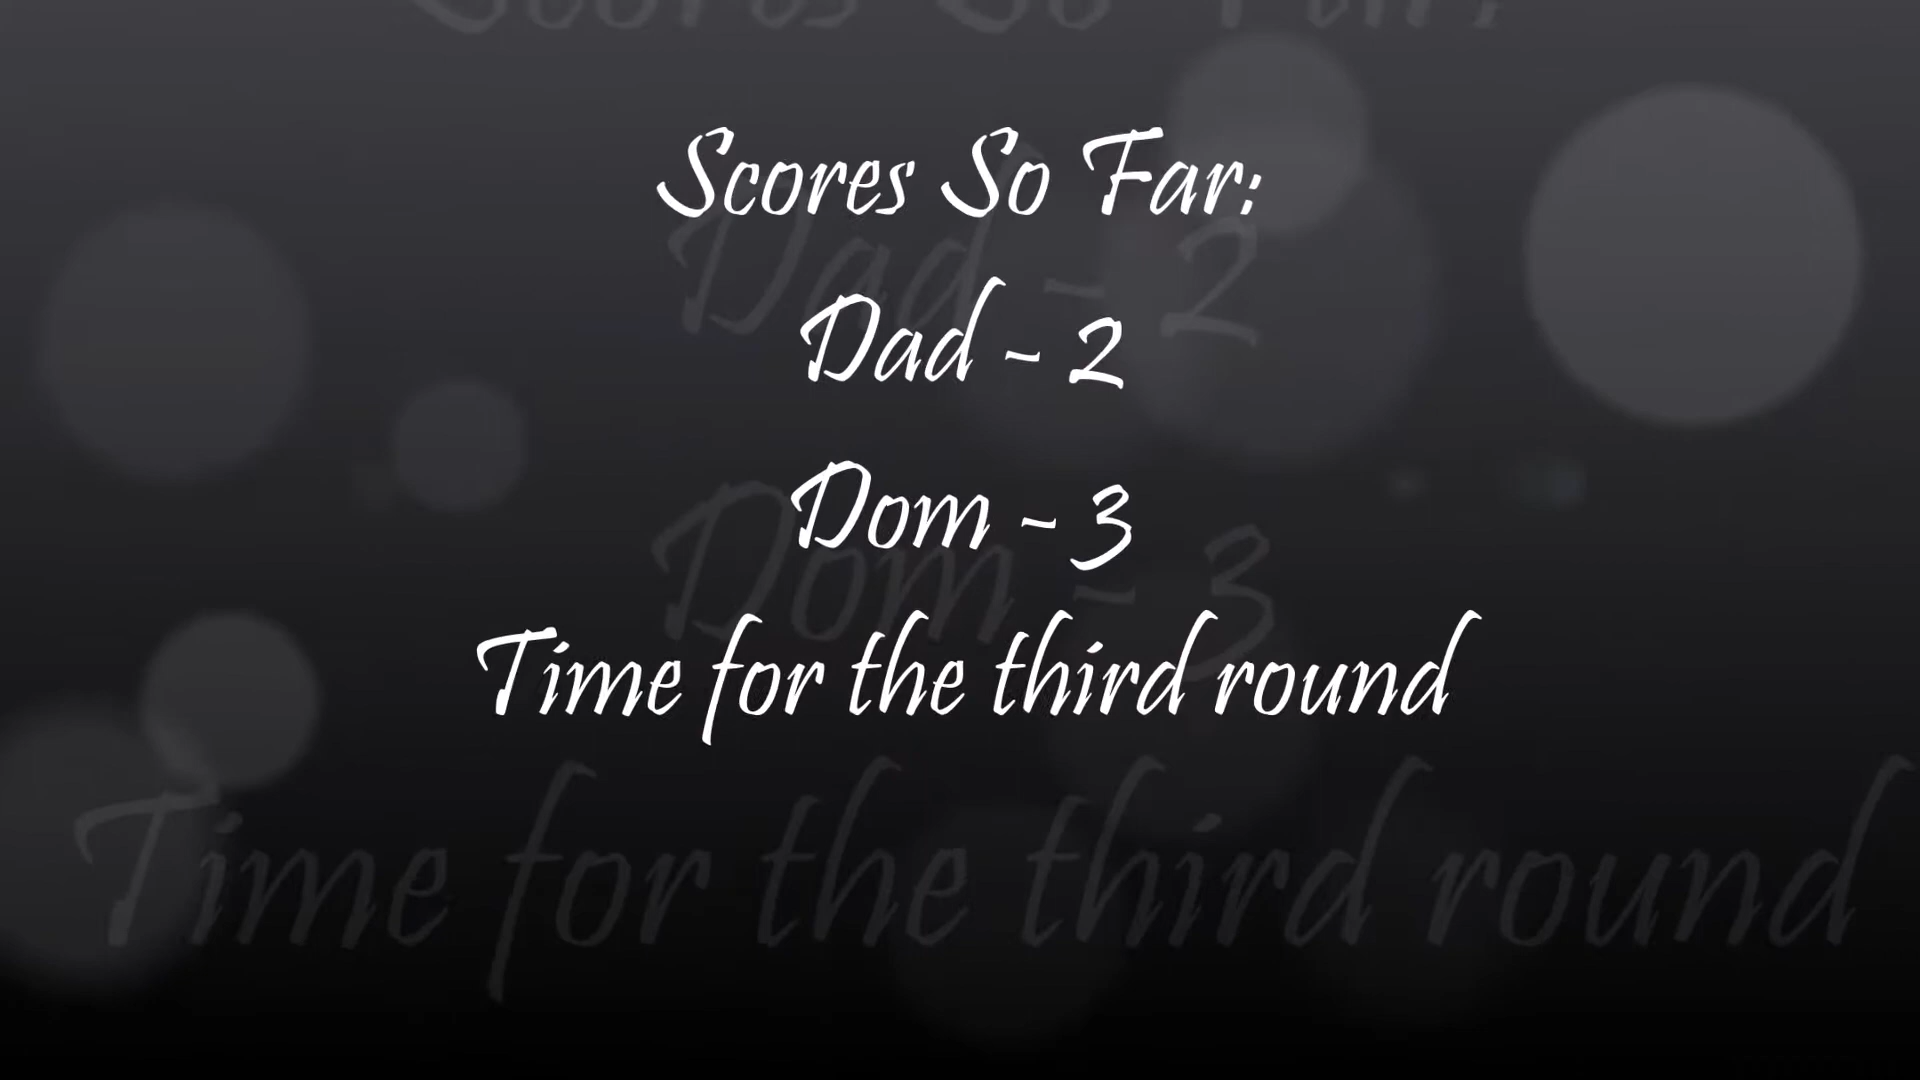 Scores So Far:
Dad - 2
Dom - 3
Time for the third round